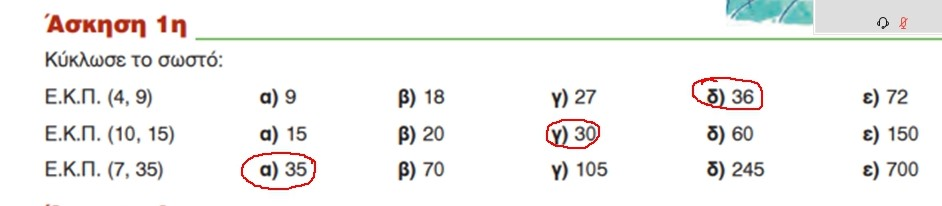 Άσκηση 1η
Κύκλωσε το σωστό:
Ε.Κ.Π. (4, 9) α) 9 β) 18 γ) 27 δ) 36 ε) 72
Ε.Κ.Π. (10, 15) α) 15 β) 20 γ) 30 δ) 60 ε) 150
Ε.Κ.Π. (7, 35) α) 35 β) 70 γ) 105 δ) 245 ε) 700